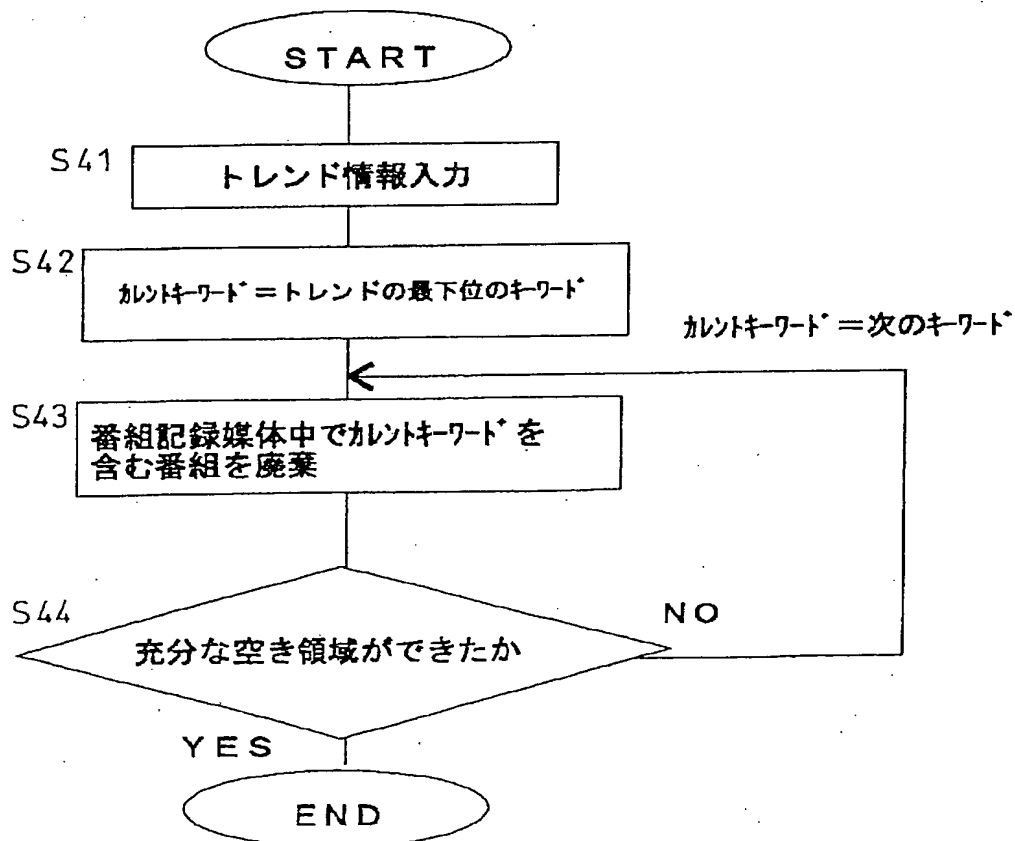 START
S41
トレンド情報入力
S42
ｶﾚﾝﾄｷｰﾜｰﾄﾞ＝トレンドの最下位のｷｰﾜｰﾄﾞ
ｶﾚﾝﾄｷｰﾜｰﾄﾞ＝次のｷｰﾜｰﾄﾞ
S43
番組記録媒体中でｶﾚﾝﾄｷｰﾜｰﾄﾞを
含む番組を廃棄
S44
充分な空き領域ができたか
NO
YES
END